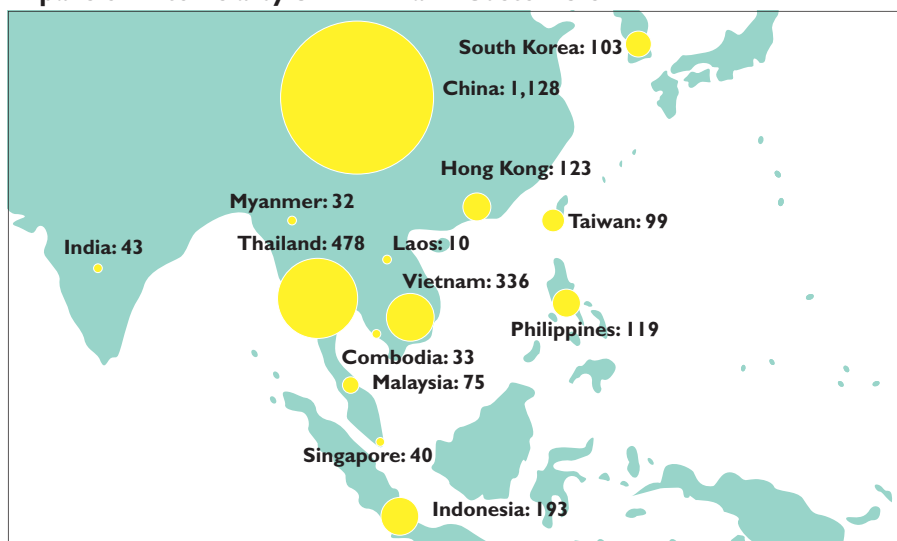 South Korea: 103
China: 1,128
Hong Kong: 123
Myanmer: 32
Taiwan: 99
India: 43
Thailand: 478
Laos: 10
Vietnam: 336
Philippines: 119
Combodia: 33
Malaysia: 75
Singapore: 40
Indonesia: 193